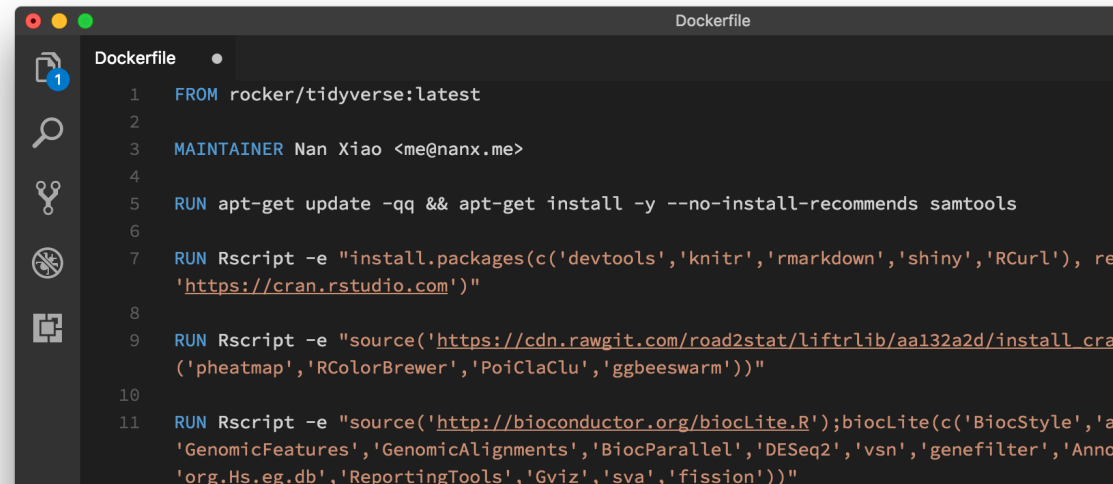 Dockerfile
Dockerfile
1
1 FROM rocker/tidyverse:latest
2
3 MAINTAINER Nan Xiao <me@nanx.me>
4
5 RUN apt-get update -qq && apt-get install -y --no-install-recommends samtools
6
7 RUN Rscript -e "install.packages(c('devtools','knitr','rmarkdown','shiny','RCurl'), re
'https://cran.rstudio.com')"
8
9 RUN Rscript -e "source('https://cdn.rawgit.com/road2stat/liftrlib/aa132a2d/install_cra
('pheatmap','RColorBrewer','PoiClaClu','ggbeeswarm'))"
10
11 RUN Rscript -e "source('http://bioconductor.org/biocLite.R');biocLite(c('BiocStyle','a
'GenomicFeatures','GenomicAlignments','BiocParallel','DESeq2','vsn','genefilter','Anno
'org.Hs.eg.db','ReportingTools','Gviz','sva','fission'))"